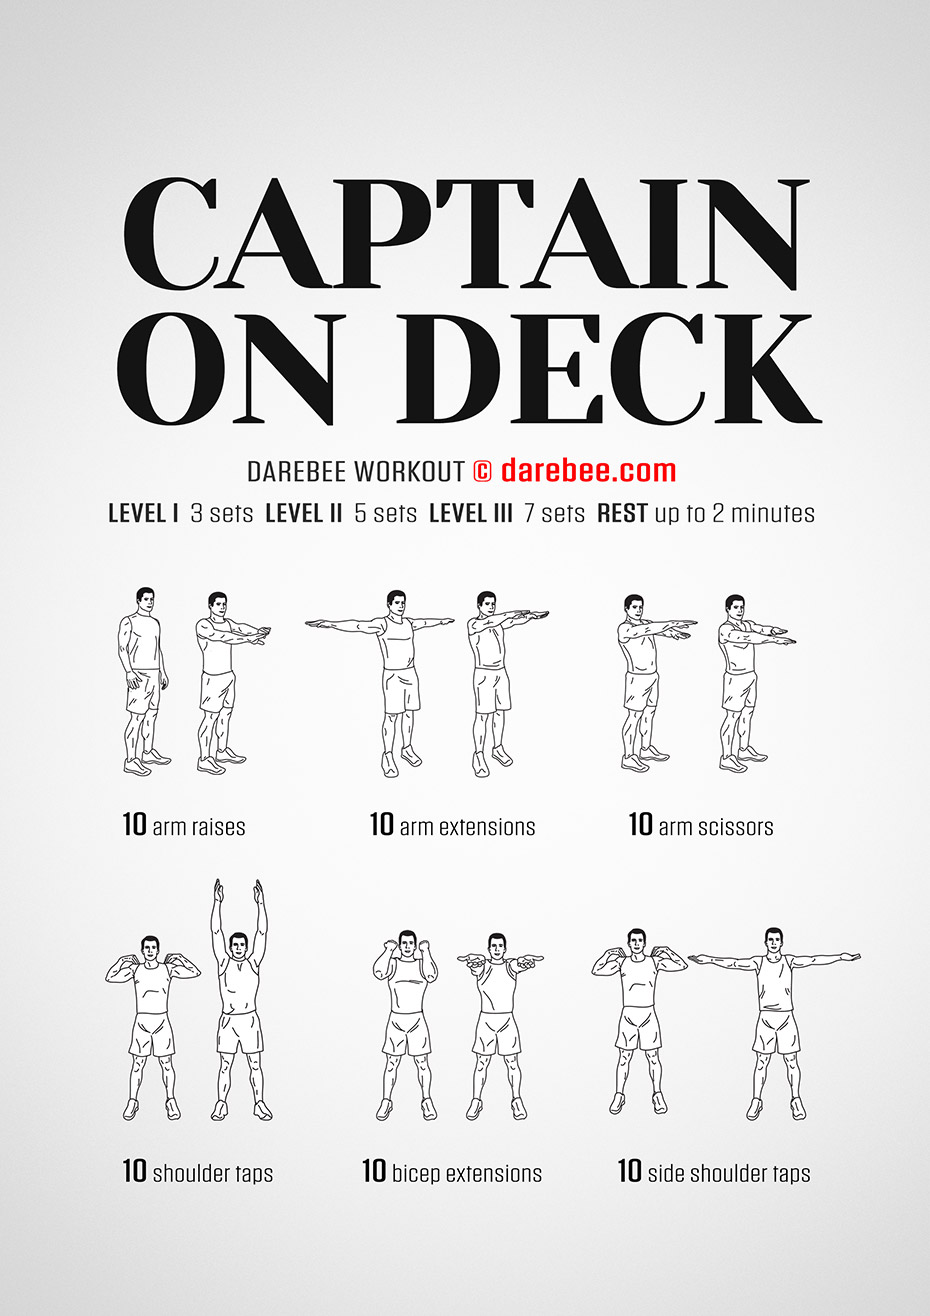 CAPTAIN
ON DECK
DAREBEE WORKOUT © darebee.com
LEVEL I 3 sets LEVEL II 5 sets LEVEL III 7 sets REST up to 2 minutes
10 arm raises
10 arm extensions
10 arm scissors
10 shoulder taps
10 bicep extensions
10 side shoulder taps